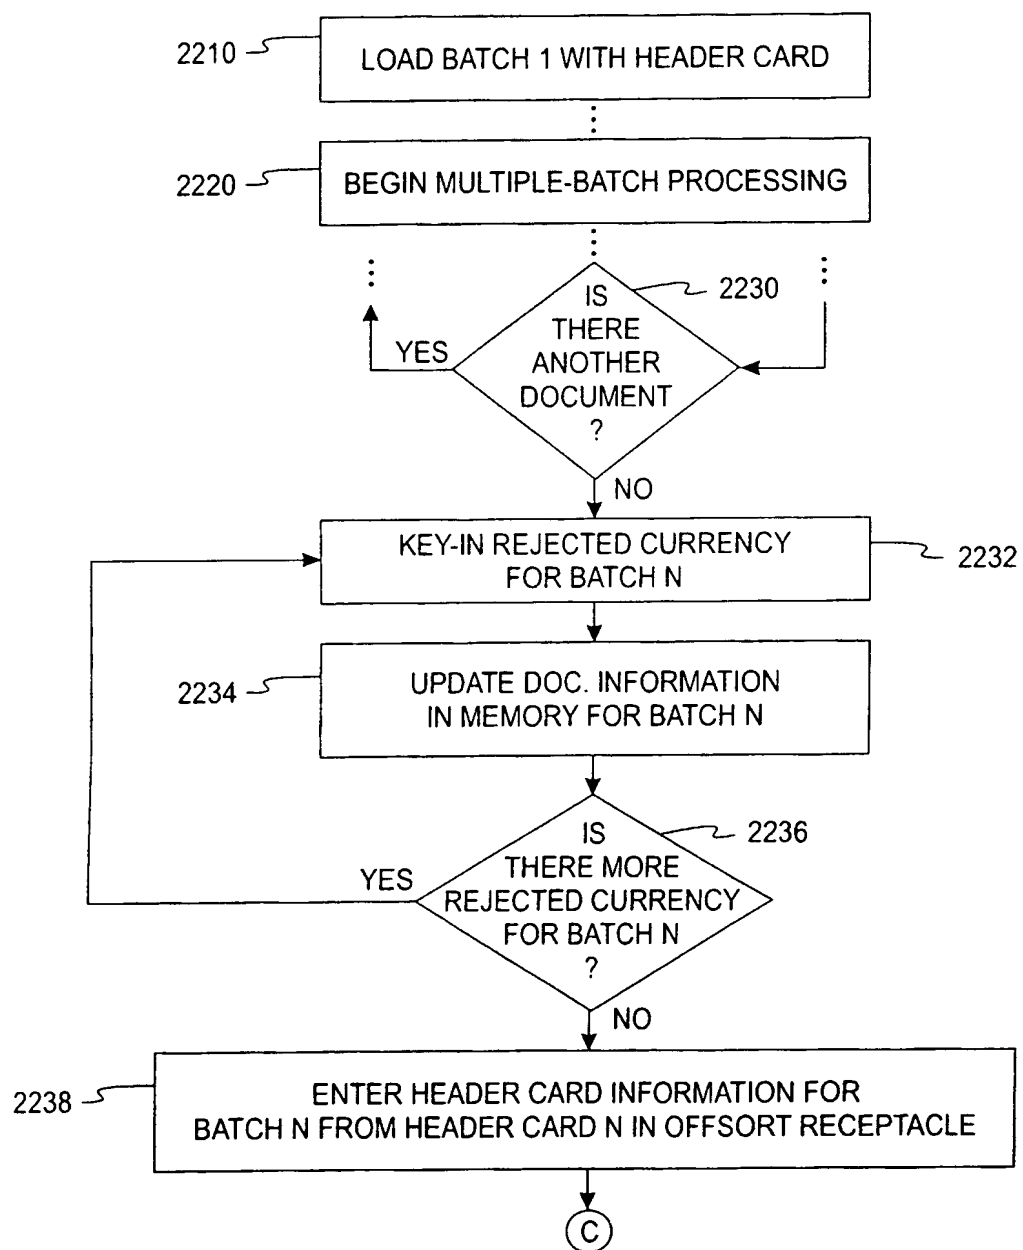 2210
LOAD BATCH 1 WITH HEADER CARD
2220
BEGIN MULTIPLE-BATCH PROCESSING
2230
IS
THERE
ANOTHER
DOCUMENT
?
YES
NO
KEY-IN REJECTED CURRENCY
FOR BATCH N
2232
2234
UPDATE DOC. INFORMATION
IN MEMORY FOR BATCH N
2236
IS
THERE MORE
REJECTED CURRENCY
FOR BATCH N
?
YES
NO
2238
ENTER HEADER CARD INFORMATION FOR
BATCH N FROM HEADER CARD N IN OFFSORT RECEPTACLE
C